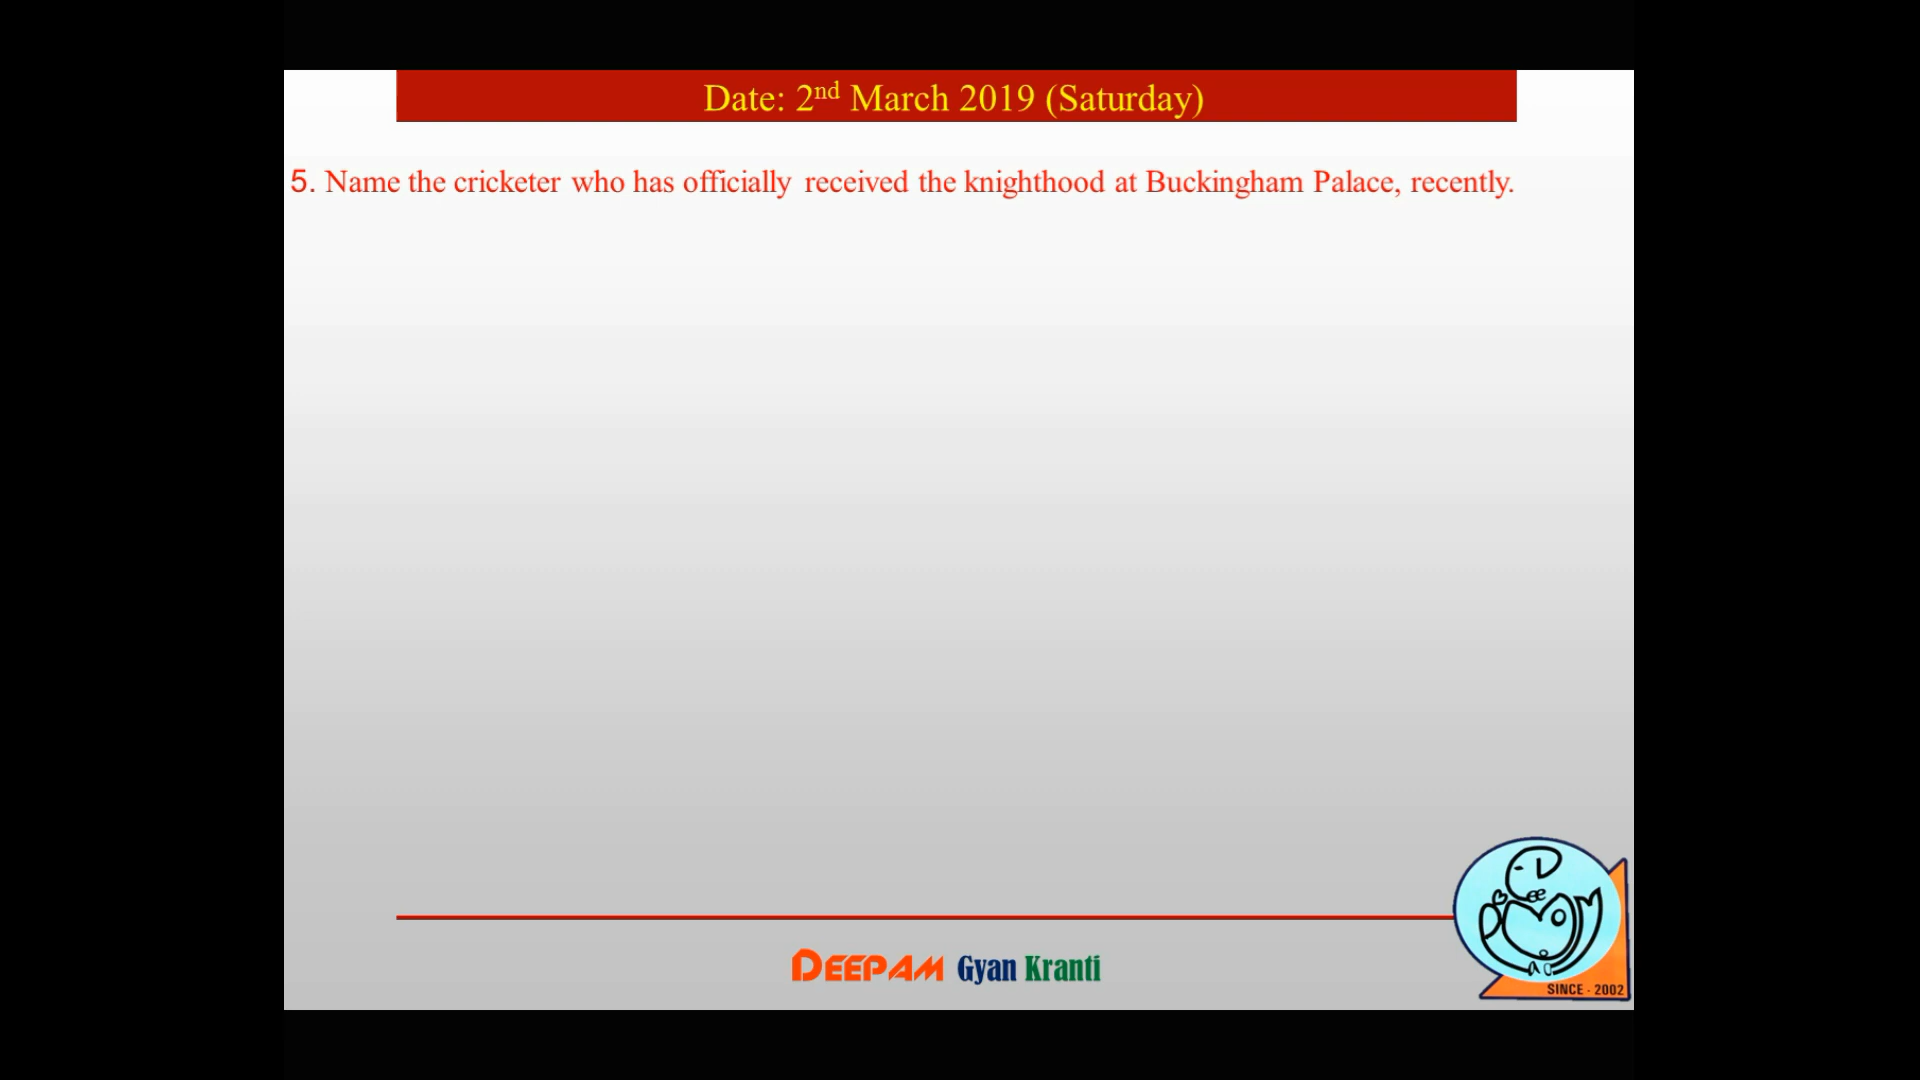 Date: 2nd March 2019 (Saturday)
5. Name the cricketer who has officially received the knighthood at Buckingham Palace, recently.
DEEPAM Gyan Kranti
SINCE - 2002